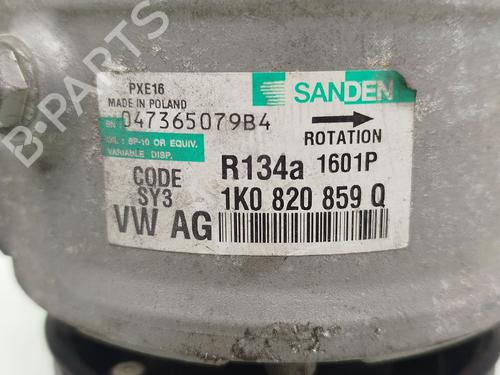 PXE16
MADE IN POLAND
SANDEN
SN 047365079B4
OIL : SP-10 OR EQUIV.
VARIABLE DISP.
ROTATION
CODE
SY3
R134a 1601P
1K0 820 859 Q
VW AG